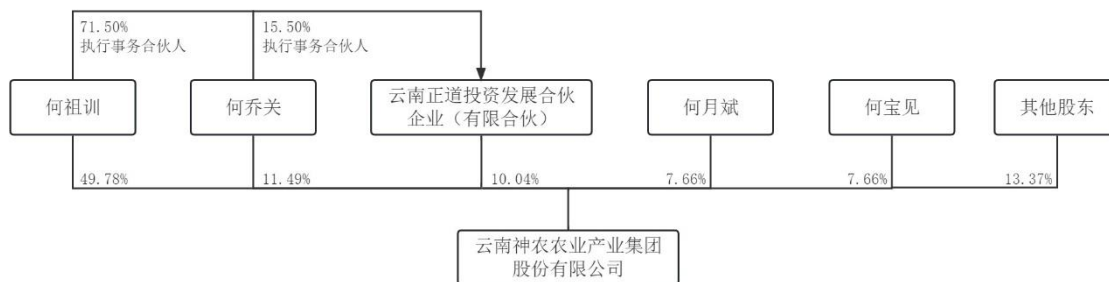 71.50%
执行事务合伙人
15.50%
执行事务合伙人
何祖训
何乔关
云南正道投资发展合伙
企业（有限合伙）
何月斌
何宝见
其他股东
49.78%
11.49%
10.04%
7.66%
7.66%
13.37%
云南神农农业产业集团
股份有限公司